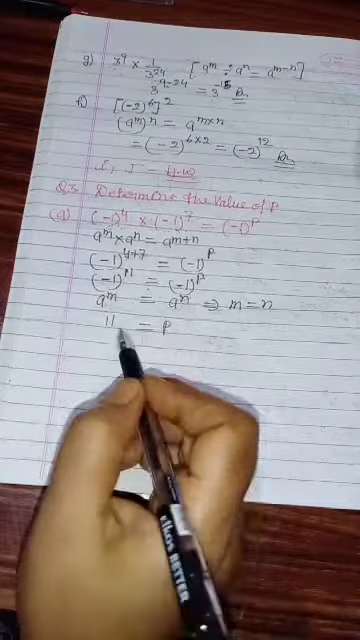 g) 3⁹ × 1/3²⁴ [aᵐ ÷ aⁿ = aᵐ⁻ⁿ]
3⁹⁻²⁴ = 3⁻¹⁵
h) [(-2)⁶]²
(aᵐ)ⁿ = aᵐˣⁿ
= (-2)⁶ˣ² = (-2)¹²
= H.W
Q3. Determine the value of P
(a) (-1)⁴ × (-1)⁷ = (-1)ᴾ
aᵐ × aⁿ = aᵐ⁺ⁿ
(-1)⁴⁺⁷ = (-1)ᴾ
(-1)¹¹ = (-1)ᴾ
aᵐ = aⁿ ⇒ m = n
11 = P
elkos BETTER